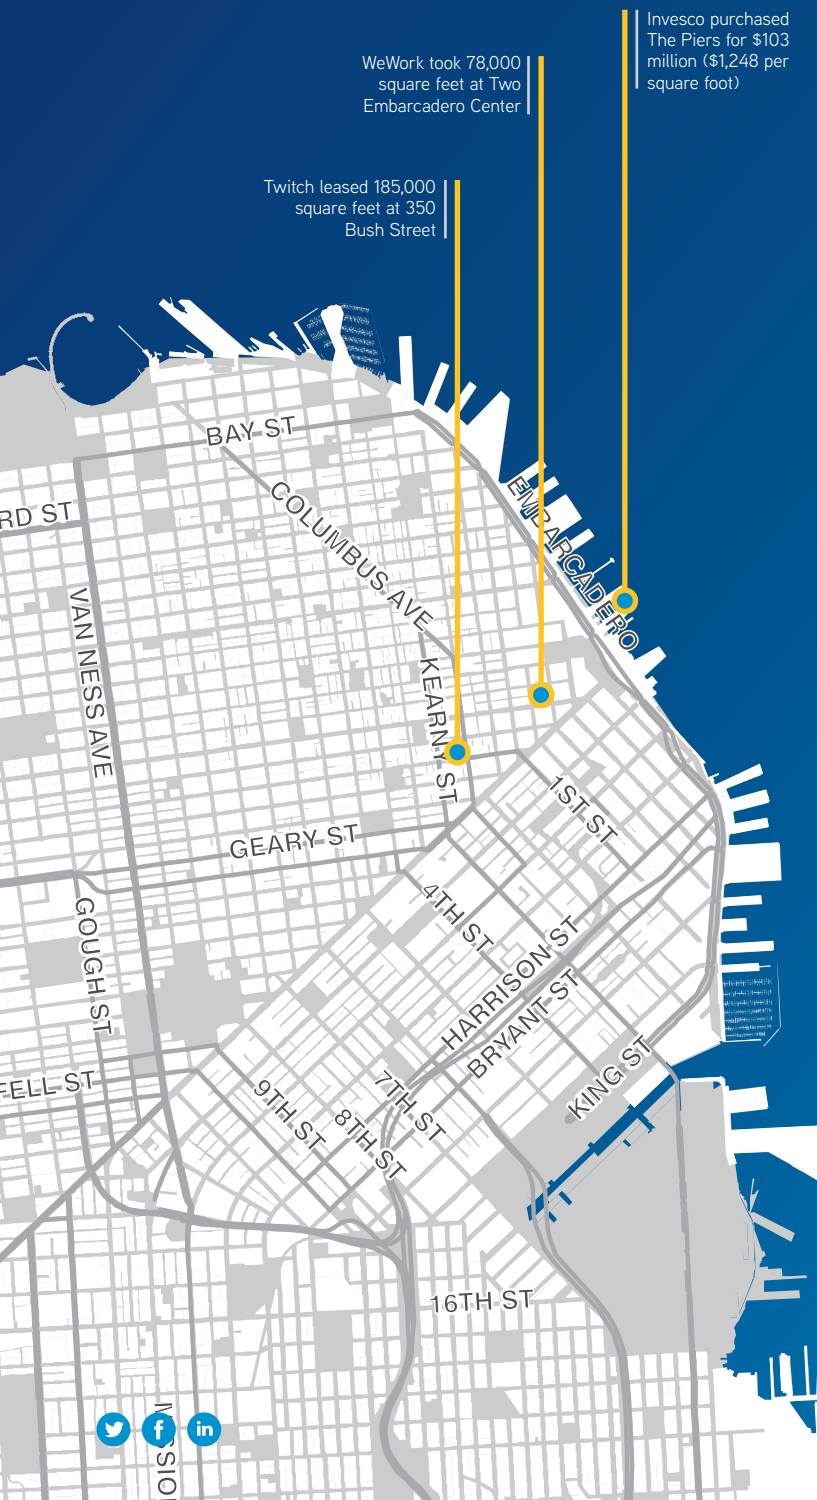 Invesco purchased
The Piers for $103
million ($1,248 per
square foot)
WeWork took 78,000
square feet at Two
Embarcadero Center
Twitch leased 185,000
square feet at 350
Bush Street
BAY ST
COLUMBUS AVE
EMBARCADERO
RD ST
VAN NESS AVE
KEARNY ST
1ST ST
GEARY ST
4TH ST
GOUGH ST
HARRISON ST
BRYANT ST
KING ST
FELL ST
9TH ST
7TH ST
8TH ST
16TH ST
f
in